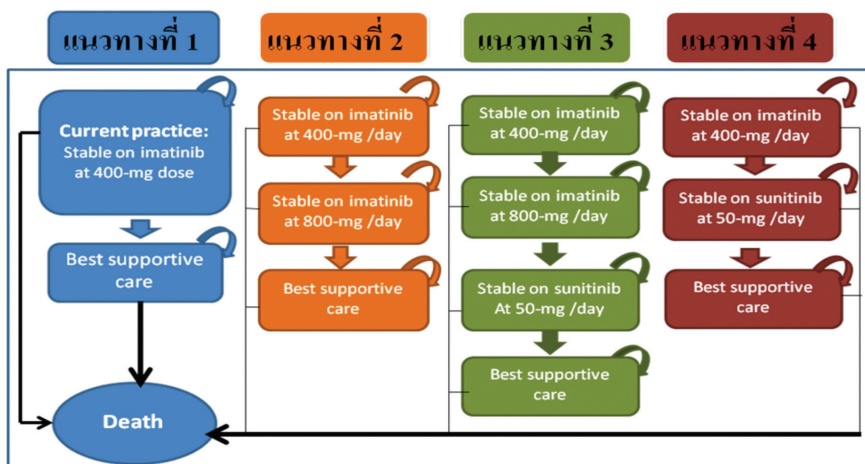 แนวทางที่ 1
แนวทางที่ 2
แนวทางที่ 3
แนวทางที่ 4
Current practice:
Stable on imatinib
at 400-mg dose
Best supportive
care
Death
Stable on imatinib
at 400-mg /day
Stable on imatinib
at 800-mg /day
Best supportive
care
Stable on imatinib
at 400-mg /day
Stable on imatinib
at 800-mg /day
Stable on sunitinib
At 50-mg /day
Best supportive
care
Stable on imatinib
at 400-mg /day
Stable on sunitinib
at 50-mg /day
Best supportive
care